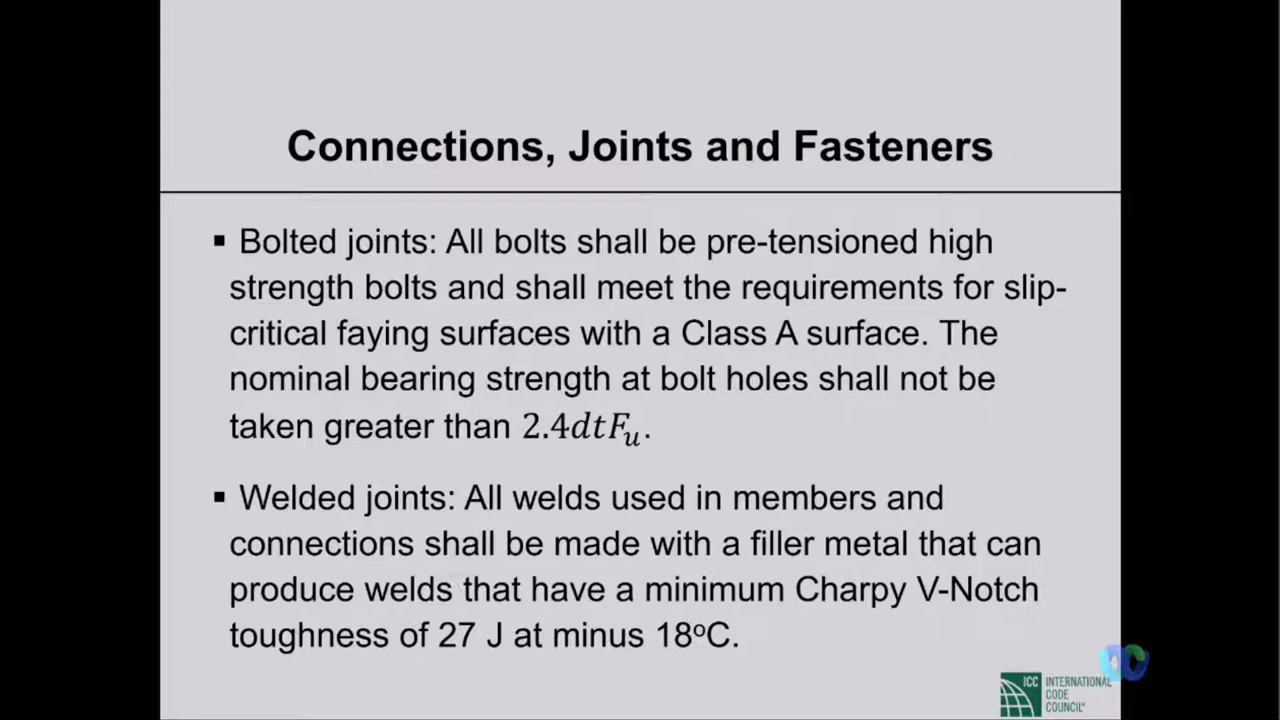 Connections, Joints and Fasteners
▪ Bolted joints: All bolts shall be pre-tensioned high
strength bolts and shall meet the requirements for slip-
critical faying surfaces with a Class A surface. The
nominal bearing strength at bolt holes shall not be
taken greater than 2.4dtFᵤ.
▪ Welded joints: All welds used in members and
connections shall be made with a filler metal that can
produce welds that have a minimum Charpy V-Notch
toughness of 27 J at minus 18ºC.
ICC INTERNATIONAL
CODE
COUNCIL®